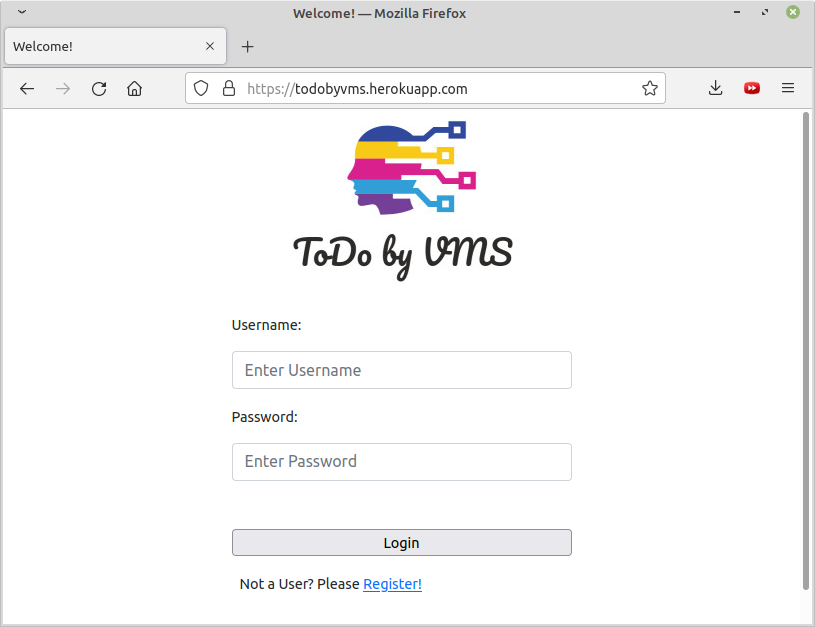 Welcome! — Mozilla Firefox
Welcome!
https://todobyvms.herokuapp.com
ToDo by VMS
Username:
Enter Username
Password:
Enter Password
Login
Not a User? Please Register!